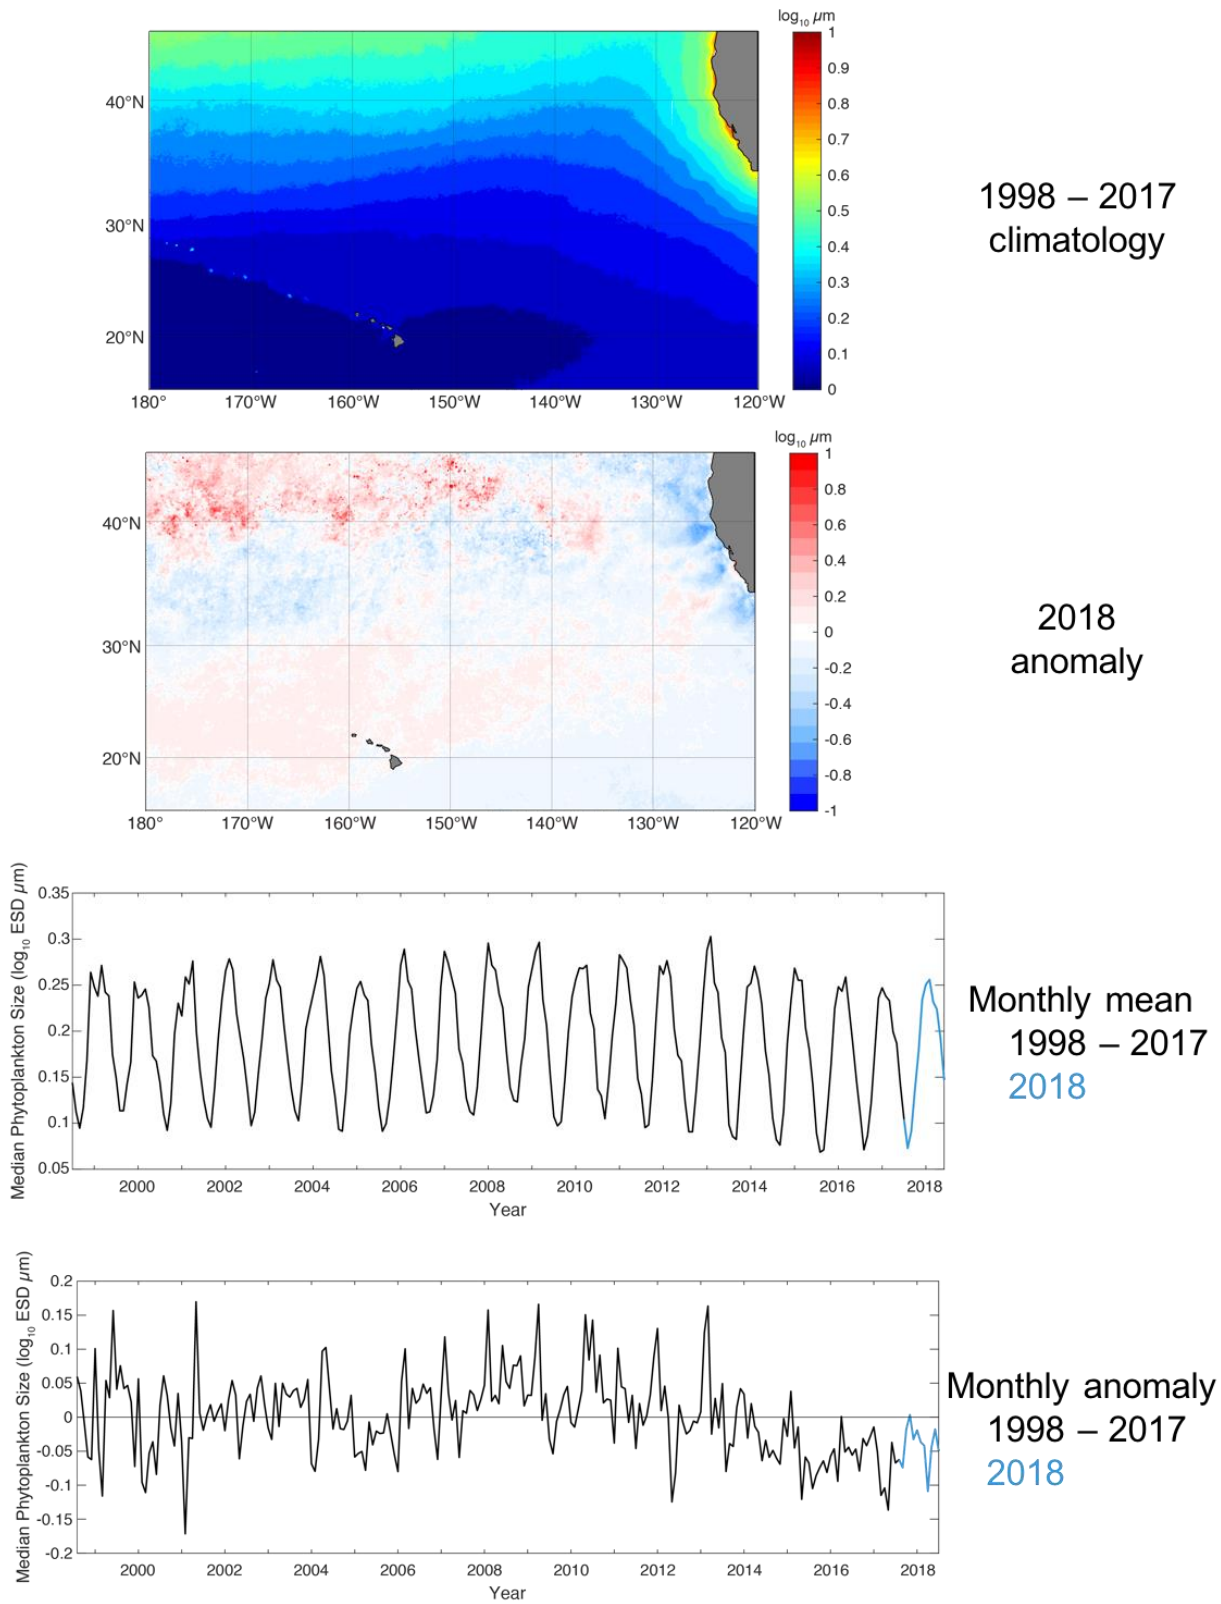 log₁₀ µm
1
0.9
0.8
0.7
0.6
0.5
0.4
0.3
0.2
0.1
0
40°N
30°N
20°N
180° 170°W 160°W 150°W 140°W 130°W 120°W
1998 – 2017
climatology
log₁₀ µm
1
0.8
0.6
0.4
0.2
0
-0.2
-0.4
-0.6
-0.8
-1
40°N
30°N
20°N
180° 170°W 160°W 150°W 140°W 130°W 120°W
2018
anomaly
Median Phytoplankton Size (log₁₀ ESD µm)
0.35
0.3
0.25
0.2
0.15
0.1
0.05
2000 2002 2004 2006 2008 2010 2012 2014 2016 2018
Year
Monthly mean
1998 – 2017
2018
Median Phytoplankton Size (log₁₀ ESD µm)
0.2
0.15
0.1
0.05
0
-0.05
-0.1
-0.15
-0.2
2000 2002 2004 2006 2008 2010 2012 2014 2016 2018
Year
Monthly anomaly
1998 – 2017
2018